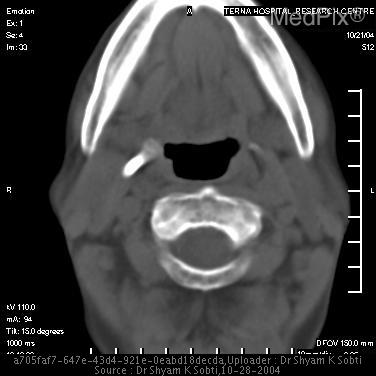 Emotion
Ex: 1
Se: 4
Im: 33
A
TERNA HOSPITAL RESEARCH CENTRE
MedPix®
10/21/04
512
R
L
kV 110.0
mA: 94
Tilt: 15.0 degrees
1000 ms
DFOV 150.0 mm
a705faf7-647e-43d4-921e-0eabd18decda,Uploader : Dr Shyam K Sobti
Source : Dr Shyam K Sobti,10-28-2004